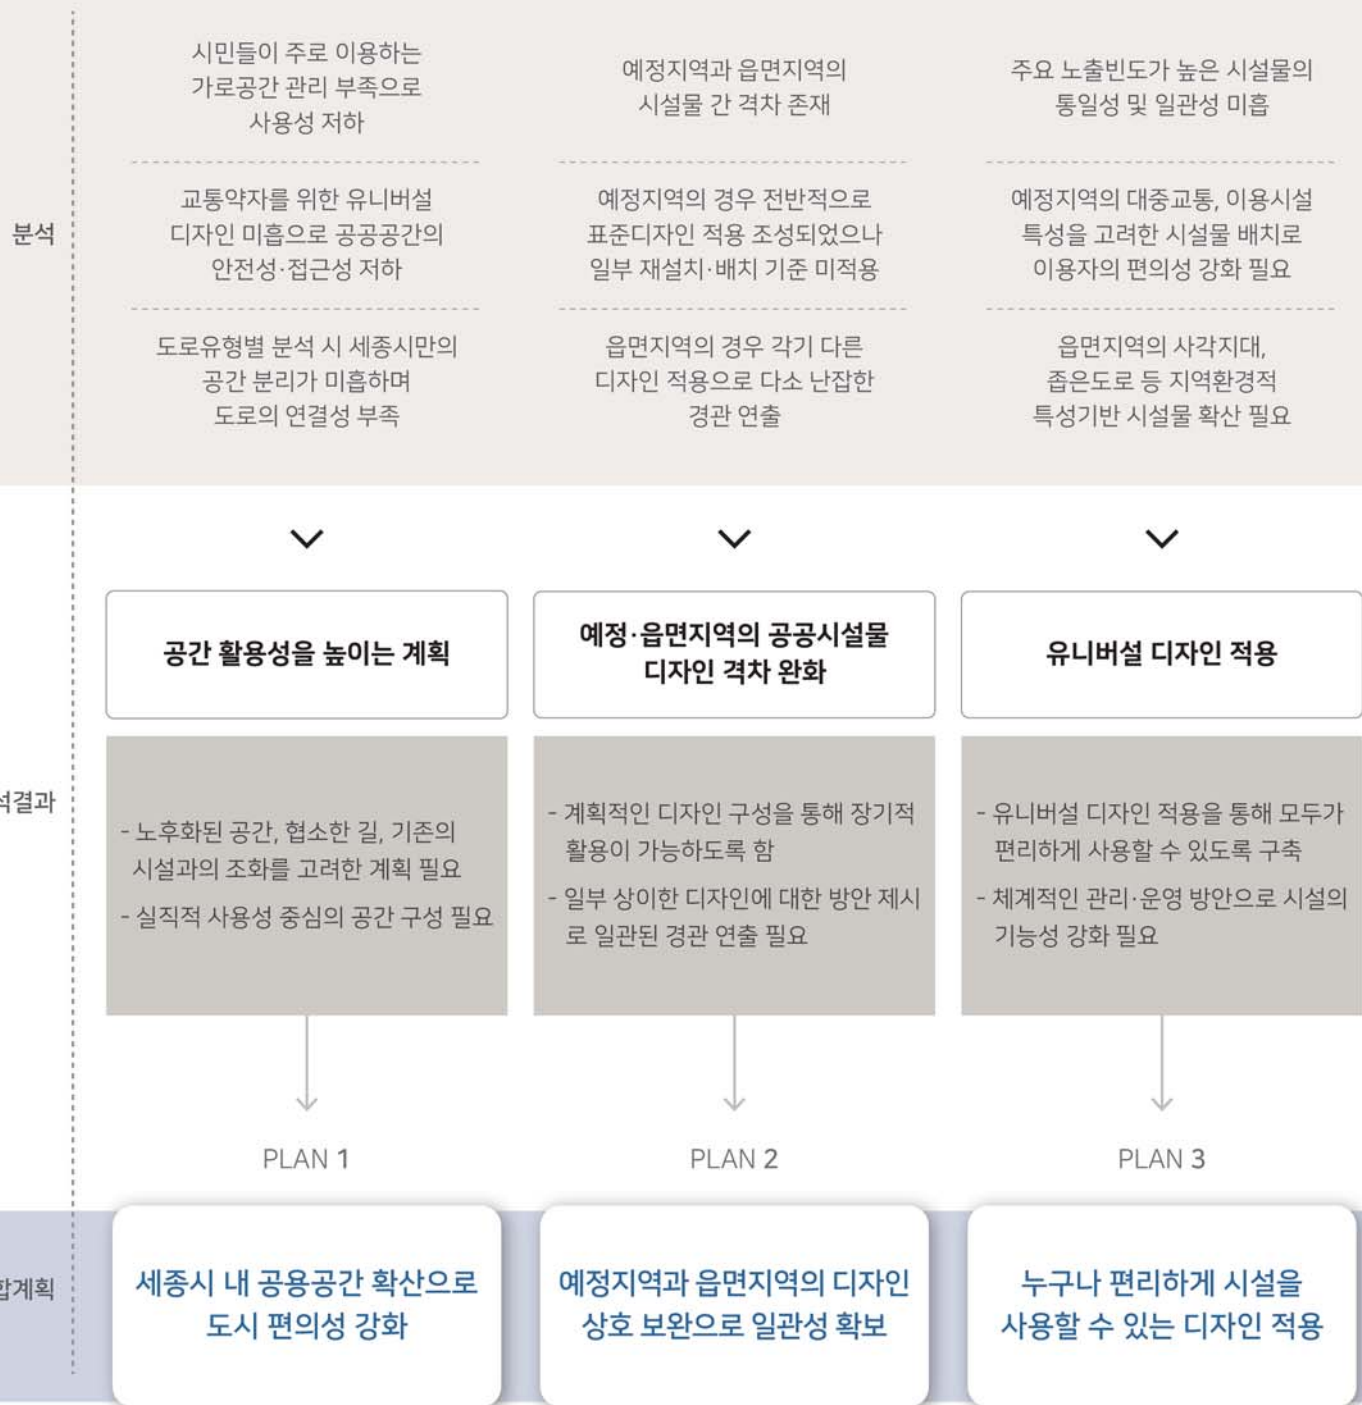 분석
시민들이 주로 이용하는
가로공간 관리 부족으로
사용성 저하
교통약자를 위한 유니버설
디자인 미흡으로 공공공간의
안전성·접근성 저하
도로유형별 분석 시 세종시만의
공간 분리가 미흡하며
도로의 연결성 부족
예정지역과 읍면지역의
시설물 간 격차 존재
예정지역의 경우 전반적으로
표준디자인 적용 조성되었으나
일부 재설치·배치 기준 미적용
읍면지역의 경우 각기 다른
디자인 적용으로 다소 난잡한
경관 연출
주요 노출빈도가 높은 시설물의
통일성 및 일관성 미흡
예정지역의 대중교통, 이용시설
특성을 고려한 시설물 배치로
이용자의 편의성 강화 필요
읍면지역의 사각지대,
좁은도로 등 지역환경적
특성기반 시설물 확산 필요
석결과
공간 활용성을 높이는 계획
- 노후화된 공간, 협소한 길, 기존의
시설과의 조화를 고려한 계획 필요
- 실직적 사용성 중심의 공간 구성 필요
예정·읍면지역의 공공시설물
디자인 격차 완화
- 계획적인 디자인 구성을 통해 장기적
활용이 가능하도록 함
- 일부 상이한 디자인에 대한 방안 제시
로 일관된 경관 연출 필요
유니버설 디자인 적용
- 유니버설 디자인 적용을 통해 모두가
편리하게 사용할 수 있도록 구축
- 체계적인 관리·운영 방안으로 시설의
기능성 강화 필요
합계획
PLAN 1
세종시 내 공용공간 확산으로
도시 편의성 강화
PLAN 2
예정지역과 읍면지역의 디자인
상호 보완으로 일관성 확보
PLAN 3
누구나 편리하게 시설을
사용할 수 있는 디자인 적용